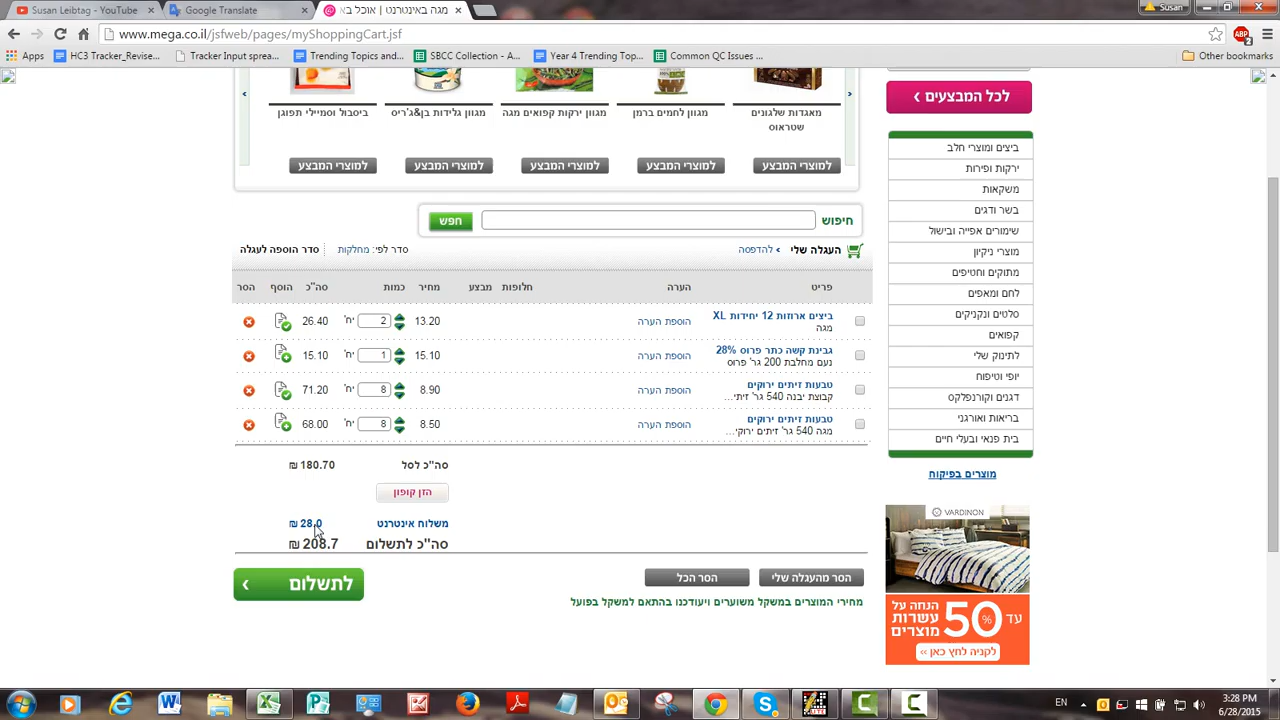 Susan Leibtag - YouTube
Google Translate
מגה באינטרנט | אוכל בא
Susan
www.mega.co.il/jsfweb/pages/myShoppingCart.jsf
Apps
HC3 Tracker_Revise...
Tracker Input sprea...
Trending Topics - G...
SBCC Collection - A...
Year 4 Trending Top...
Common QC Issues ...
Other bookmarks
מאגדות שלגונים שטראוס
מגוון לחמים ברמן
מגוון ירקות קפואים מגה
מגוון גלידות בן&ג'ריס
ביסבול וסמיילי תפוגן
למוצרי המבצע
למוצרי המבצע
למוצרי המבצע
למוצרי המבצע
למוצרי המבצע
לכל המבצעים
ביצים ומוצרי חלב
ירקות ופירות
משקאות
בשר ודגים
שימורים אפייה ובישול
מוצרי ניקיון
מתוקים וחטיפים
לחם ומאפים
סלטים ונקניקים
קפואים
לתינוק שלי
יופי וטיפוח
דגנים וקורנפלקס
בריאות ואורגני
בית פנאי ובעלי חיים
מוצרים בפיקוח
חיפוש
חפש
העגלה שלי
להדפסה
סדר לפי: מחלקות
סדר הוספה לעגלה
פריט
הערה
חלופות
מבצע
מחיר
כמות
סה"כ
הוסף
הסר
ביצים ארוזות 12 יחידות XL
מגה
הוספת הערה
13.20
2
יח'
26.40
גבינת קשה כתר פרוס 28%
נעם מחלבת 200 גר' פרוס
הוספת הערה
15.10
1
יח'
15.10
טבעות זיתים ירוקים
קבוצת יבנה 540 גר' זיתי...
הוספת הערה
8.90
8
יח'
71.20
טבעות זיתים ירוקים
מגה 540 גר' זיתים ירוקי...
הוספת הערה
8.50
8
יח'
68.00
סה"כ לסל
180.70 ₪
הזן קופון
משלוח אינטרנט
28.0 ₪
סה"כ לתשלום
208.7 ₪
הסר מהעגלה שלי
הסר הכל
לתשלום
מחירי המוצרים במשקל משוערים ויעודכנו בהתאם למשקל בפועל
VARDINON
עד 50% הנחה על עשרות מוצרים
לקניה לחץ כאן >>
EN
3:28 PM
6/28/2015